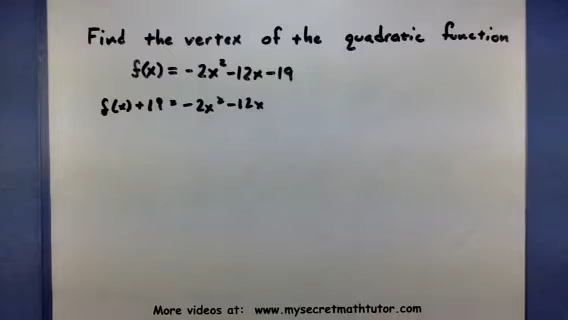 Find the vertex of the quadratic function
f(x) = -2x² -12x -19
f(x) + 19 = -2x² -12x
More videos at: www.mysecretmathtutor.com